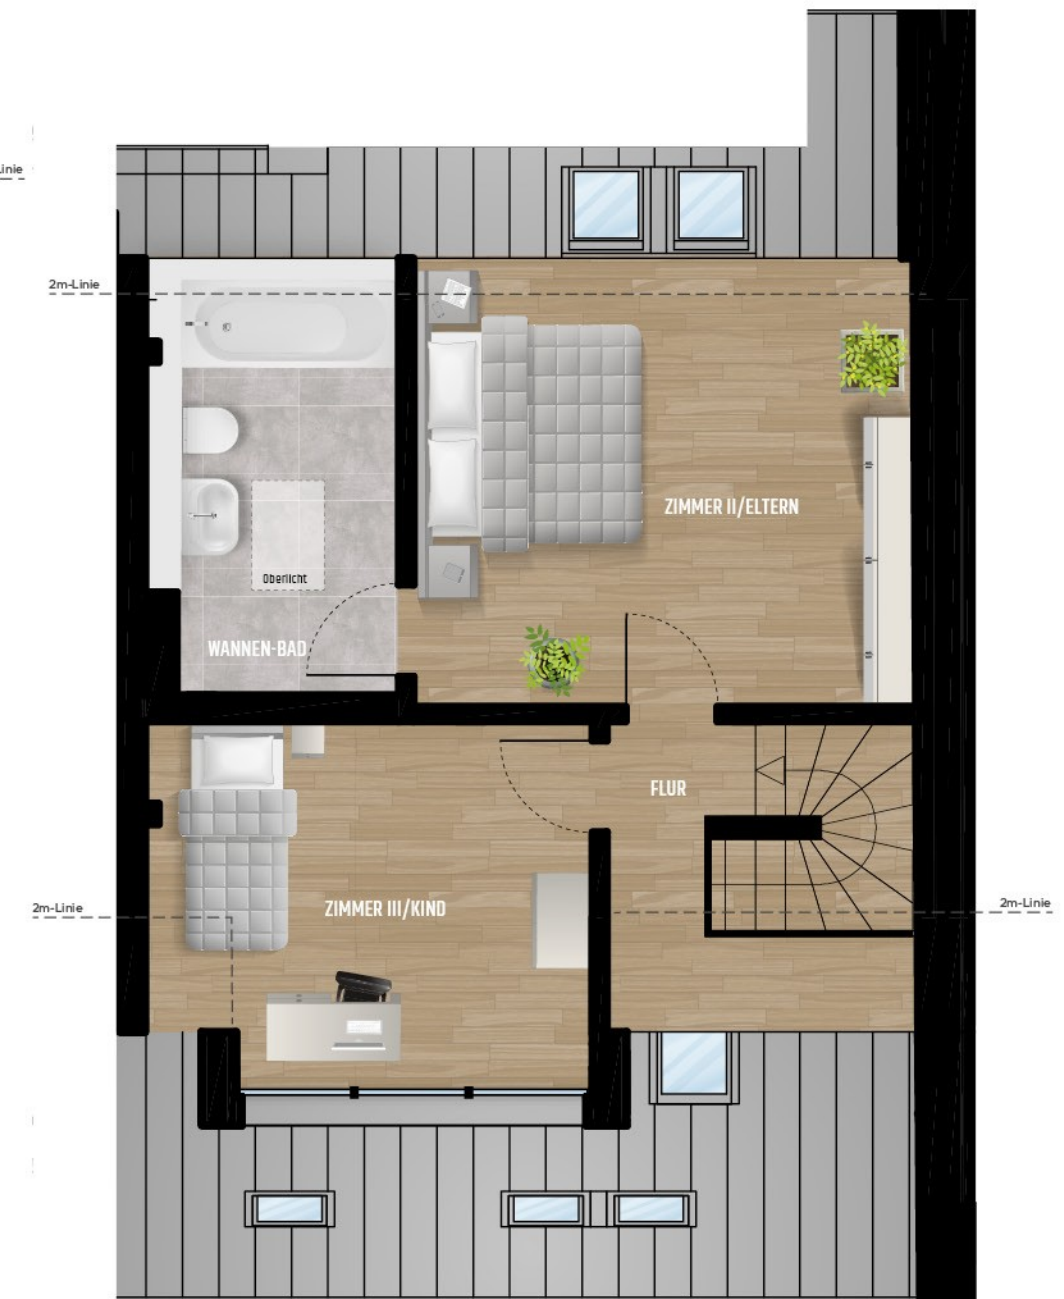 Linie
2m-Linie
ZIMMER II/ELTERN
Oberlicht
WANNEN-BAD
FLUR
2m-Linie
ZIMMER III/KIND
2m-Linie